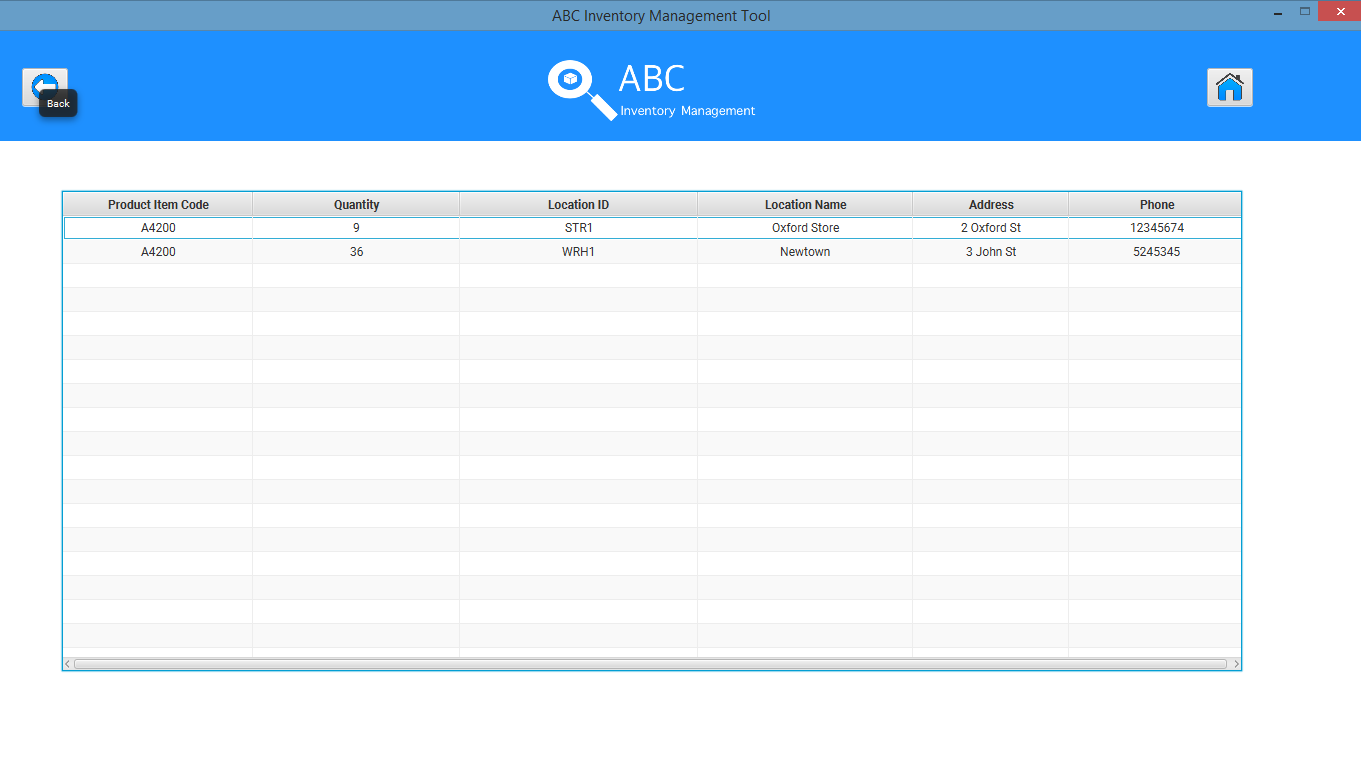 ABC Inventory Management Tool
Back
ABC
Inventory Management
Product Item Code Quantity Location ID Location Name Address Phone
A4200 9 STR1 Oxford Store 2 Oxford St 12345674
A4200 36 WRH1 Newtown 3 John St 5245345